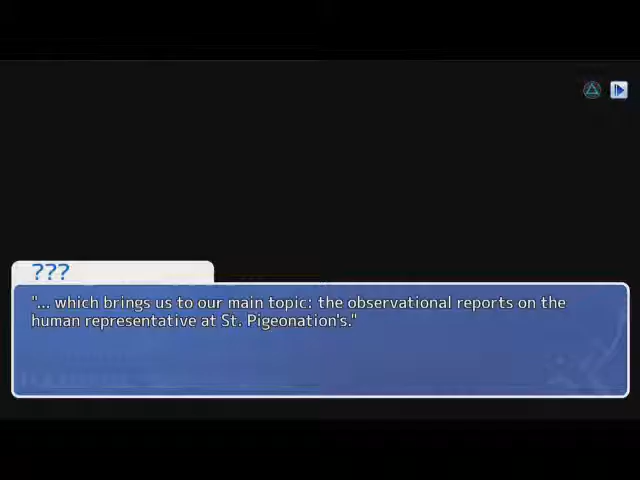 ???
"... which brings us to our main topic: the observational reports on the
human representative at St. Pigeonation's."